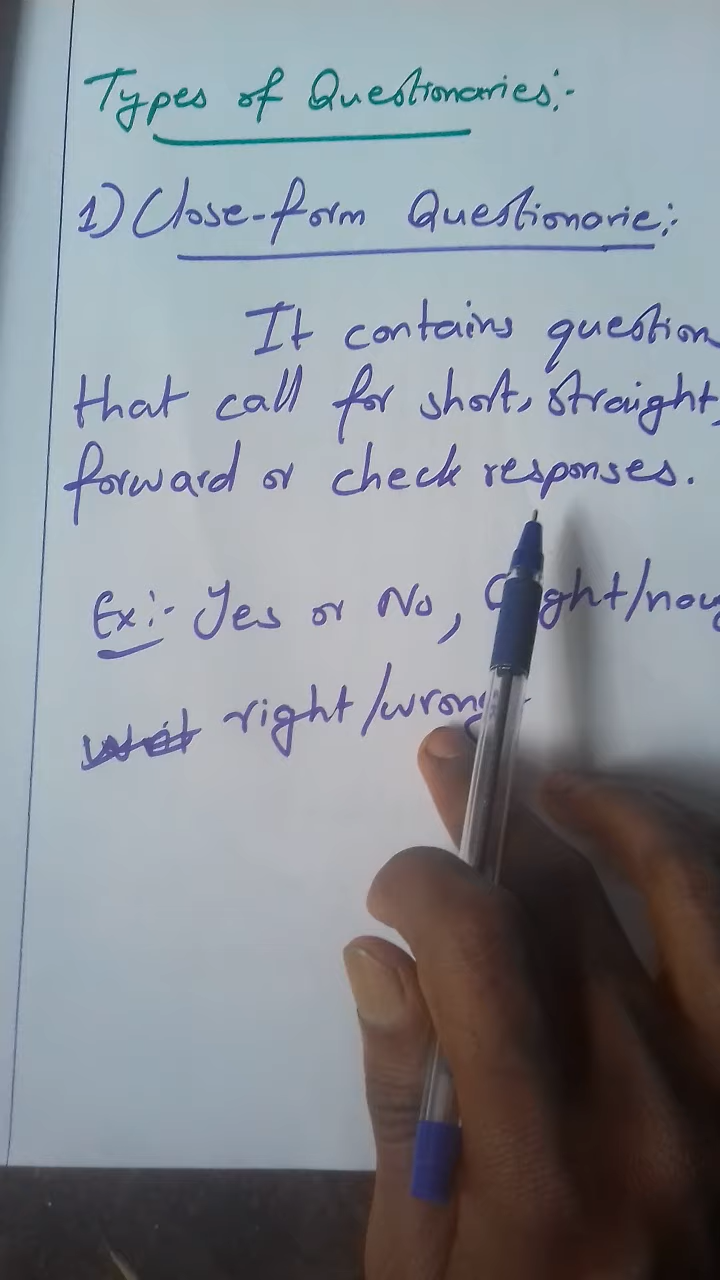 Types of Questionaries:-
1) Close-form Questionarie:-
It contains question
that call for short, straight,
forward or check responses.
Ex:- Yes or No,
right/wrong.